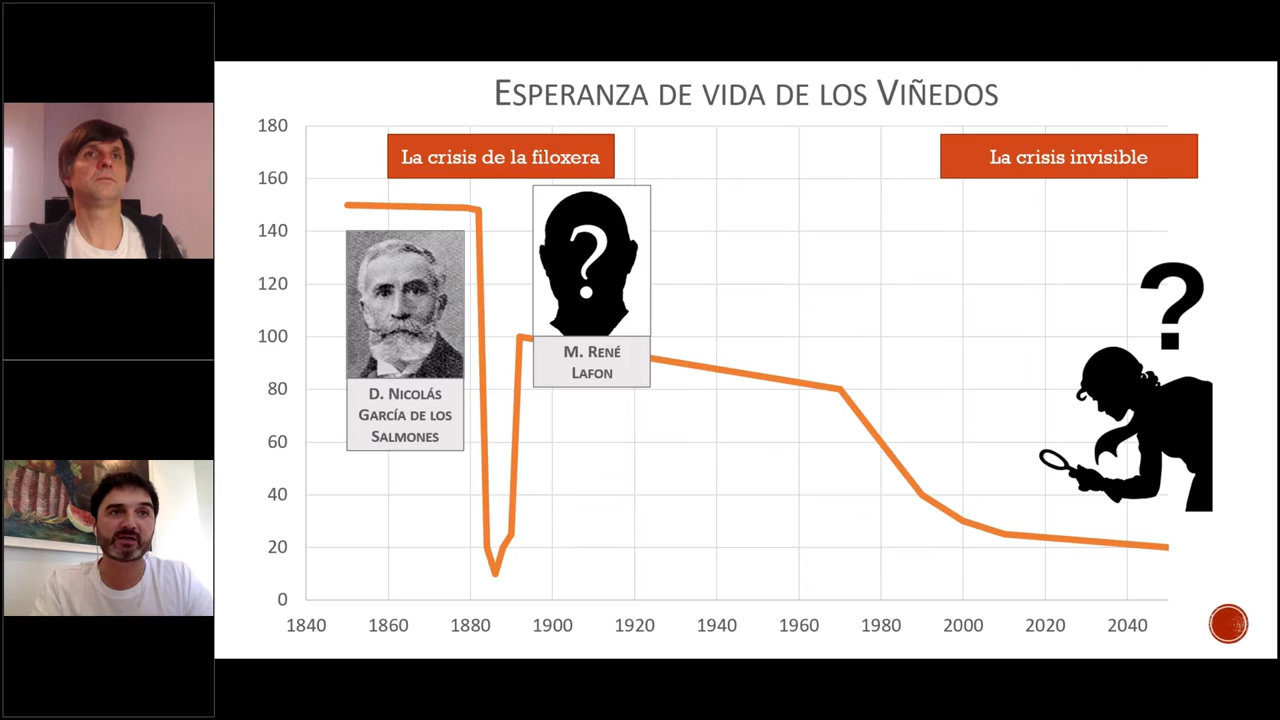 ESPERANZA DE VIDA DE LOS VIÑEDOS
La crisis de la filoxera
La crisis invisible
180
160
140
120
100
80
60
40
20
0
?
?
D. NICOLÁS
GARCÍA DE LOS
SALMONES
M. RENÉ
LAFON
1840 1860 1880 1900 1920 1940 1960 1980 2000 2020 2040